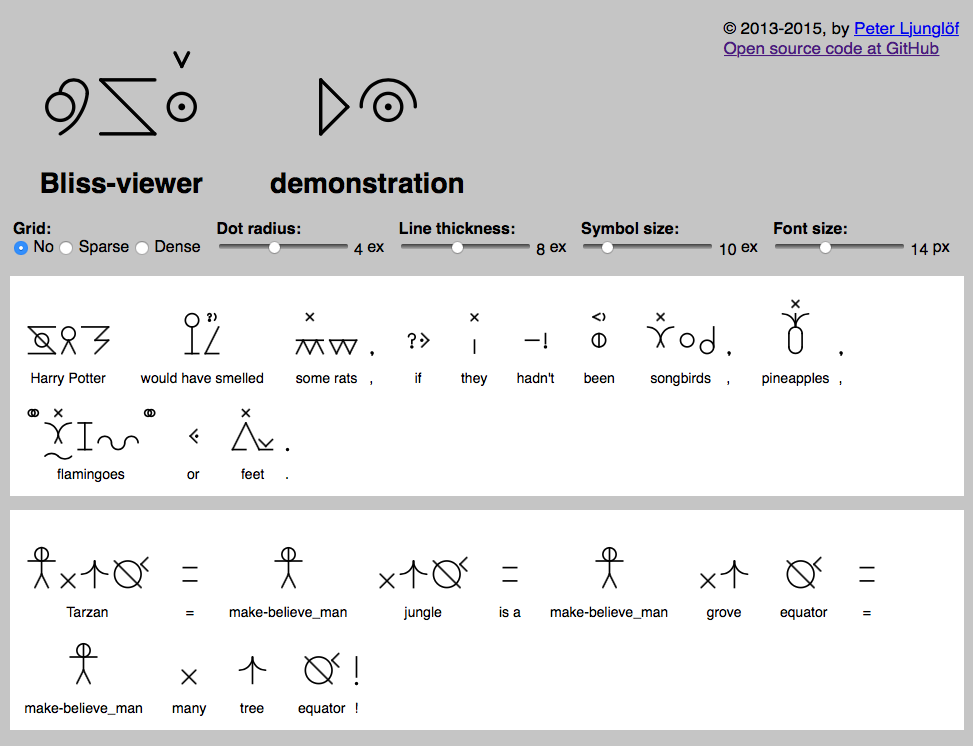 © 2013-2015, by Peter Ljunglöf
Open source code at GitHub
Bliss-viewer demonstration
Grid: Dot radius: Line thickness: Symbol size: Font size:
No Sparse Dense 4 ex 8 ex 10 ex 14 px
Harry Potter would have smelled some rats , if they hadn't been songbirds , pineapples ,
flamingoes or feet .
Tarzan = make-believe_man jungle is a make-believe_man grove equator =
make-believe_man many tree equator !